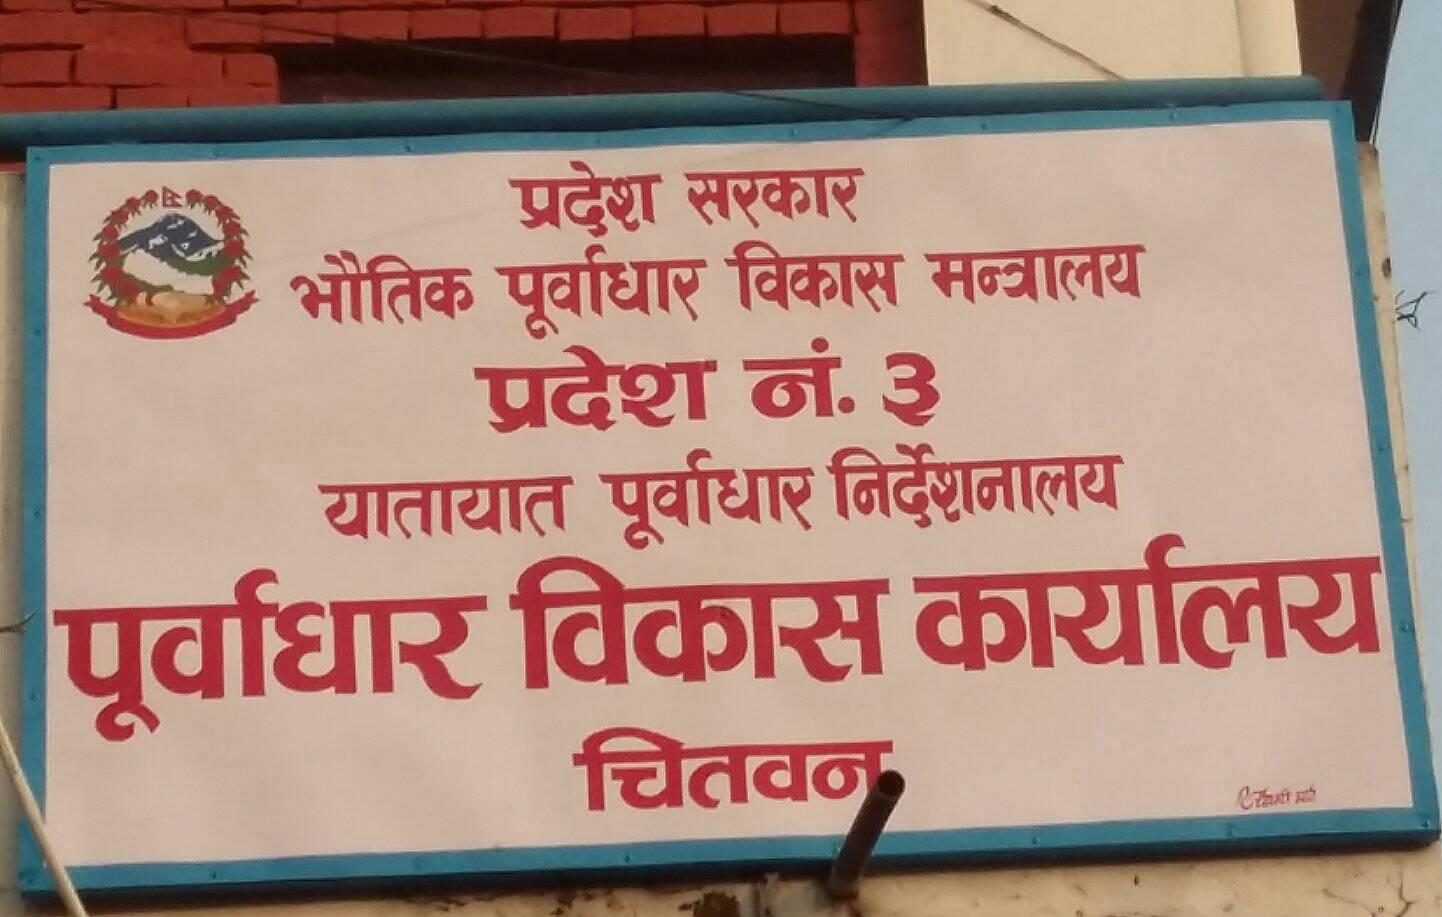 प्रदेश सरकार
भौतिक पूर्वाधार विकास मन्त्रालय
प्रदेश नं. ३
यातायात पूर्वाधार निर्देशनालय
पूर्वाधार विकास कार्यालय
चितवन